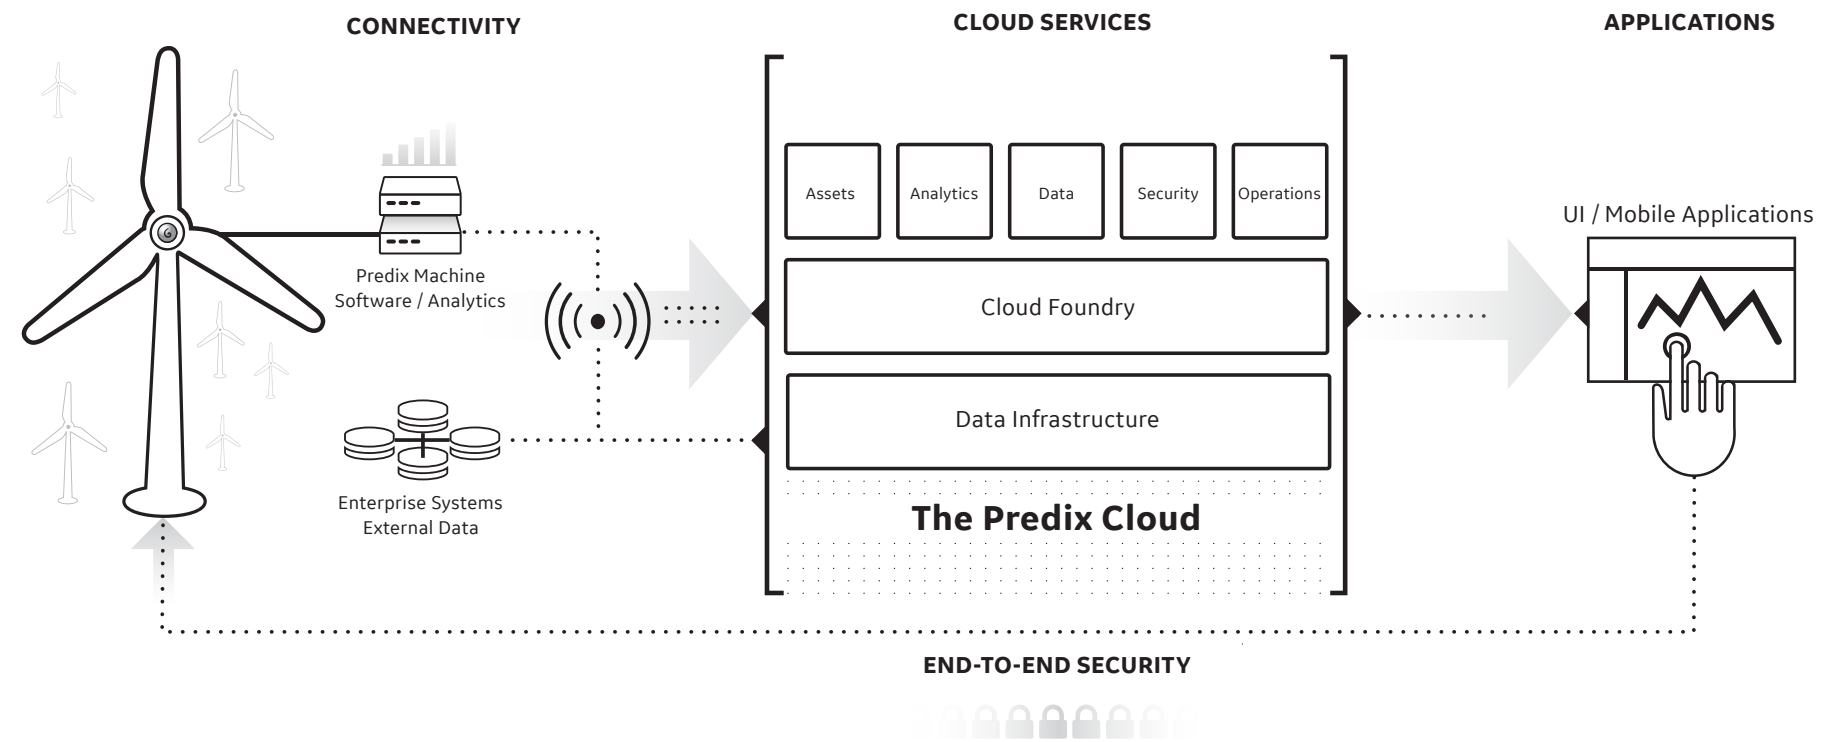 CONNECTIVITY
CLOUD SERVICES
APPLICATIONS
Assets
Analytics
Data
Security
Operations
UI / Mobile Applications
Predix Machine
Software / Analytics
Cloud Foundry
Data Infrastructure
Enterprise Systems
External Data
The Predix Cloud
END-TO-END SECURITY